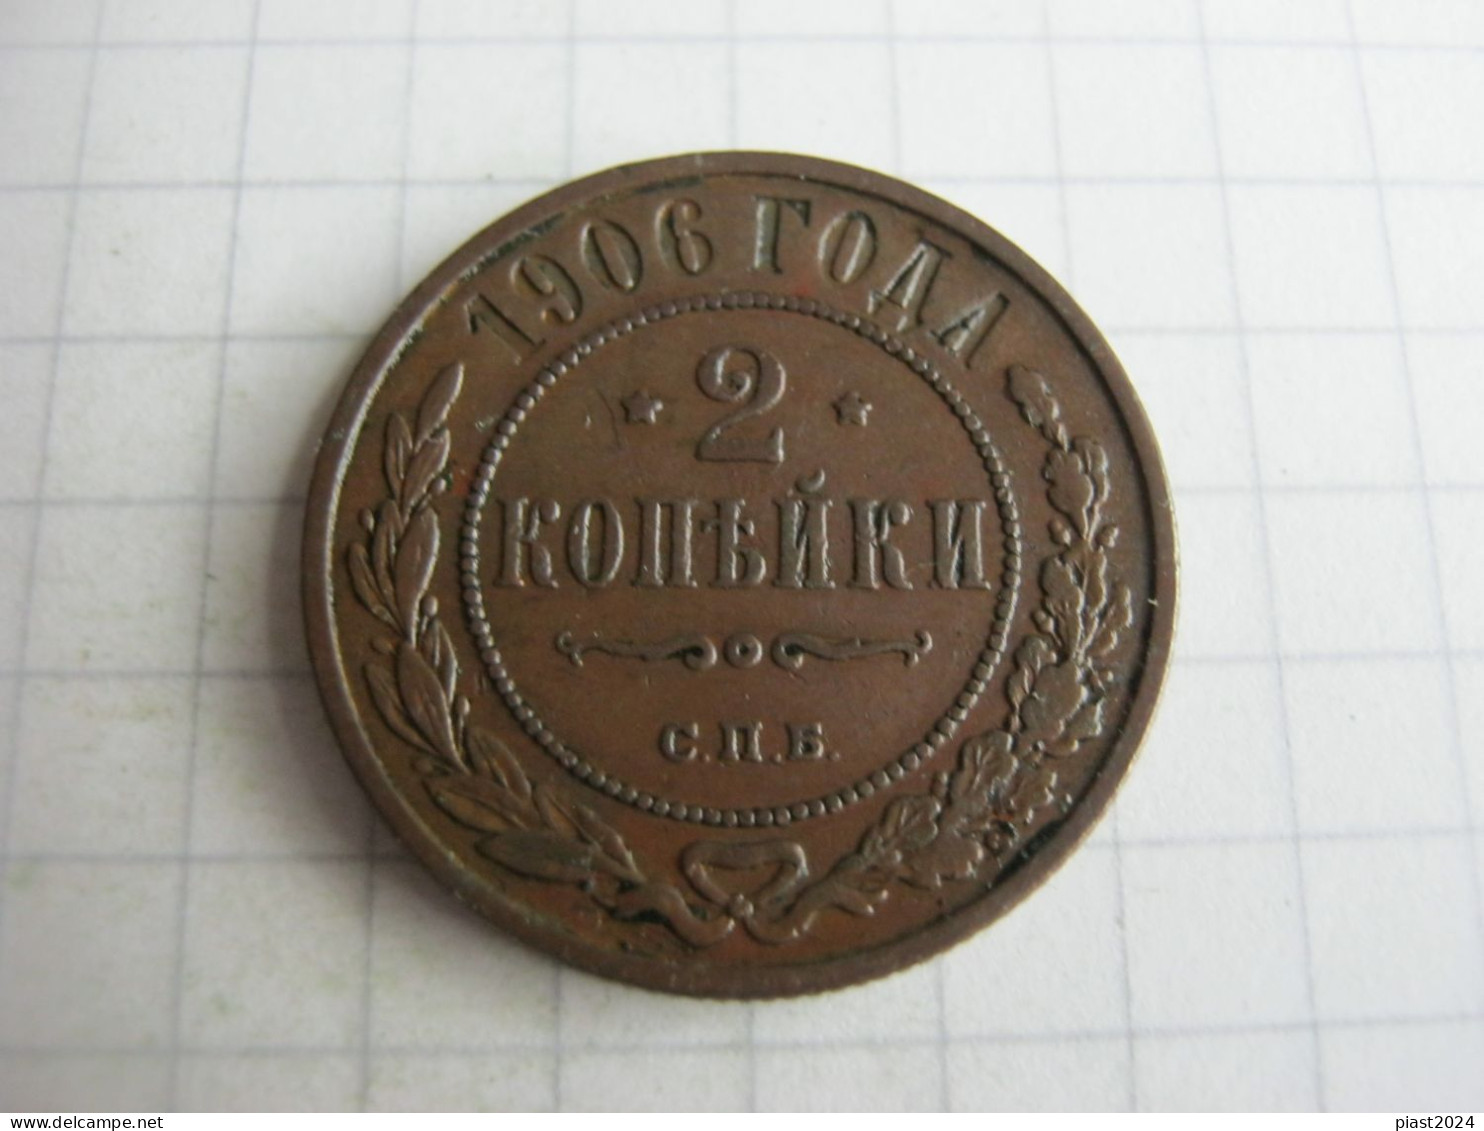 1906 ГОДА
2
КОПѢЙКИ
С.П.Б.
www.delcampe.net
piast2024